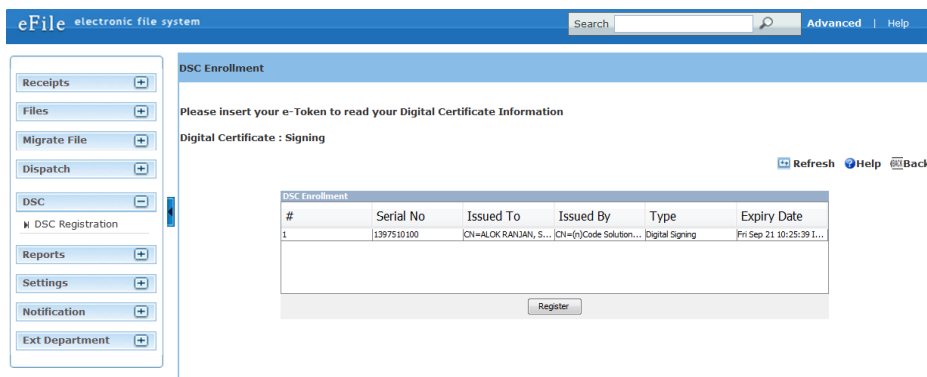 eFile electronic file system
Search
Advanced | Help
Receipts
Files
Migrate File
Dispatch
DSC
DSC Registration
Reports
Settings
Notification
Ext Department
DSC Enrollment
Please insert your e-Token to read your Digital Certificate Information
Digital Certificate : Signing
Refresh Help BACK Back
DSC Enrollment
# Serial No Issued To Issued By Type Expiry Date
1 1397510100 CN=ALOK RANJAN, S... CN=(n)Code Solution... Digital Signing Fri Sep 21 10:25:39 I...
Register